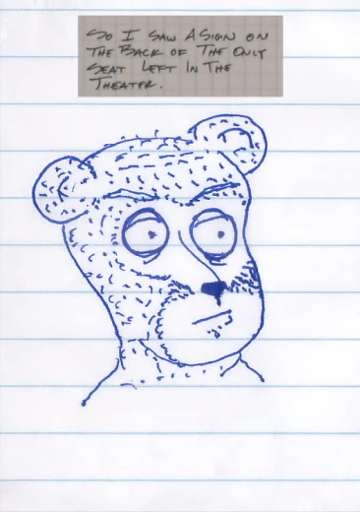 SO I SAW A SIGN ON
THE BACK OF THE ONLY
SEAT LEFT IN THE
THEATER.